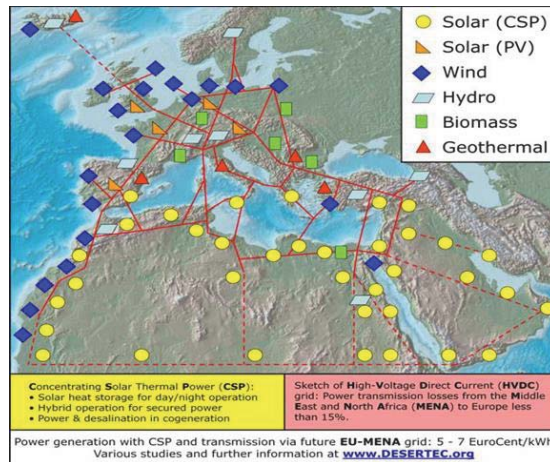 Solar (CSP)
Solar (PV)
Wind
Hydro
Biomass
Geothermal
Concentrating Solar Thermal Power (CSP):
• Solar heat storage for day/night operation
• Hybrid operation for secured power
• Power & desalination in cogeneration
Sketch of High-Voltage Direct Current (HVDC)
grid: Power transmission losses from the Middle
East and North Africa (MENA) to Europe less
than 15%.
Power generation with CSP and transmission via future EU-MENA grid: 5 - 7 EuroCent/kWh
Various studies and further information at www.DESERTEC.org